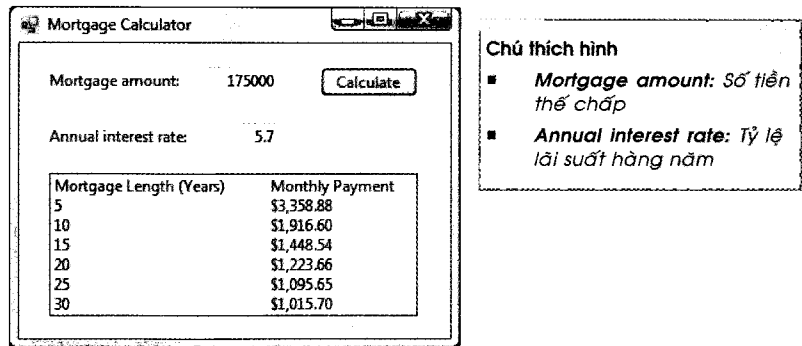 Mortgage Calculator
Mortgage amount: 175000 Calculate
Annual interest rate: 5.7
Mortgage Length (Years) Monthly Payment
5 $3,358.88
10 $1,916.60
15 $1,448.54
20 $1,223.66
25 $1,095.65
30 $1,015.70
Chú thích hình
▪ Mortgage amount: Số tiền
thế chấp
▪ Annual interest rate: Tỷ lệ
lãi suất hàng năm